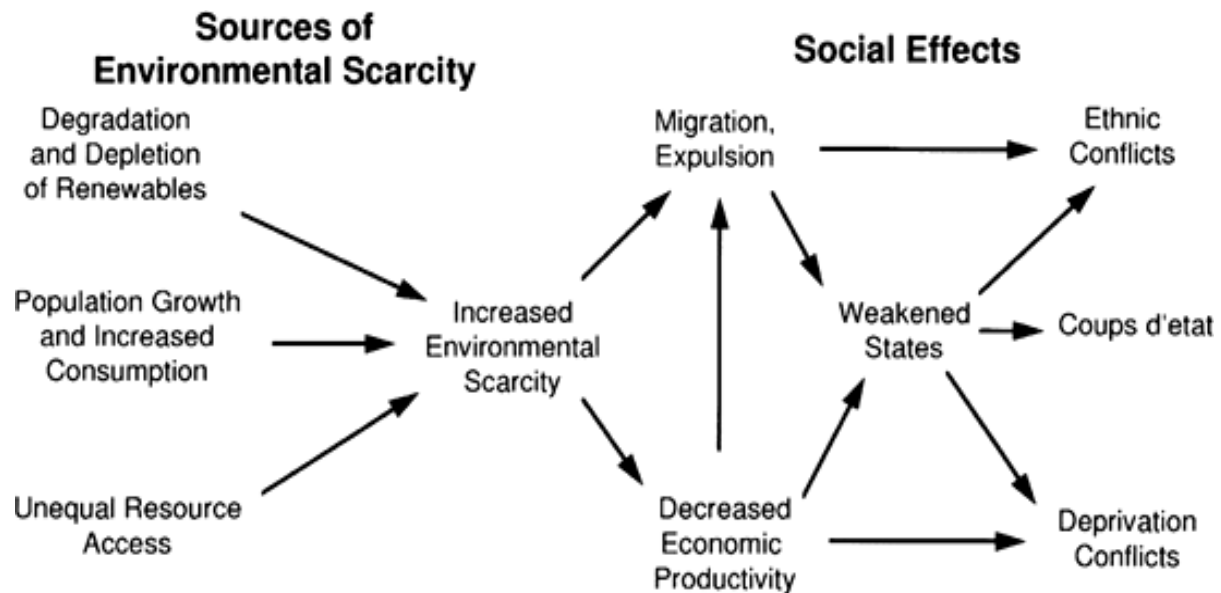 Sources of
Environmental Scarcity
Social Effects
Degradation
and Depletion
of Renewables
Population Growth
and Increased
Consumption
Unequal Resource
Access
Increased
Environmental
Scarcity
Migration,
Expulsion
Decreased
Economic
Productivity
Weakened
States
Ethnic
Conflicts
Coups d'etat
Deprivation
Conflicts